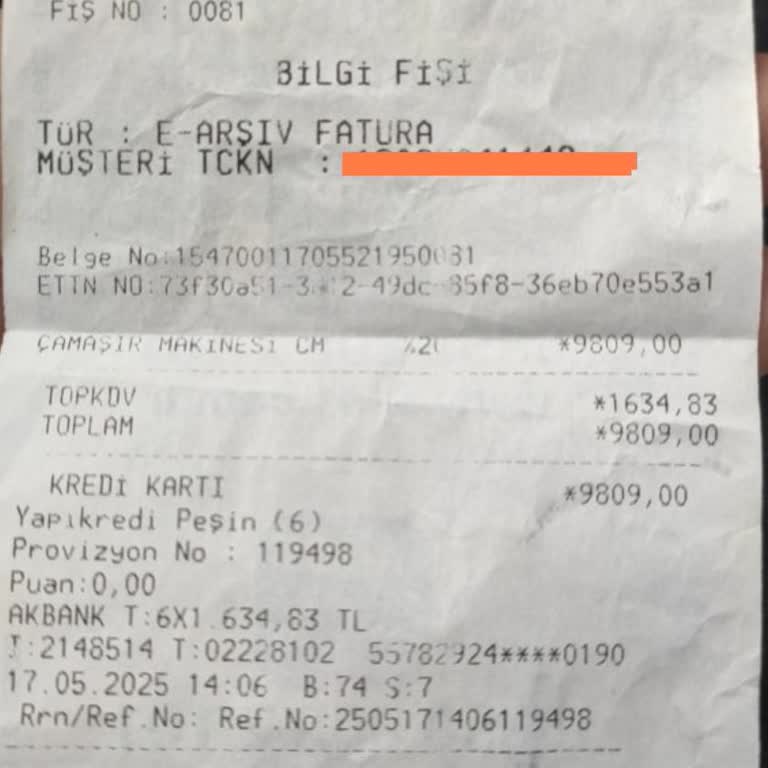 FİŞ NO : 0081
BİLGİ FİŞİ
TÜR : E-ARŞİV FATURA
MÜŞTERİ TCKN :
Belge No:
ETTN NO:
ÇAMAŞIR MAKİNESİ CM *9809,00
TOPKDV *1634,83
TOPLAM *9809,00
KREDİ KARTI *9809,00
Yapıkredi Peşin (6)
Provizyon No : 119498
Puan:0,00
AKBANK T:6X1.634,83 TL
T:02228102
17.05.2025 14:06 B:74 S:7
Rrn/Ref.No: Ref.No:2505171406119498